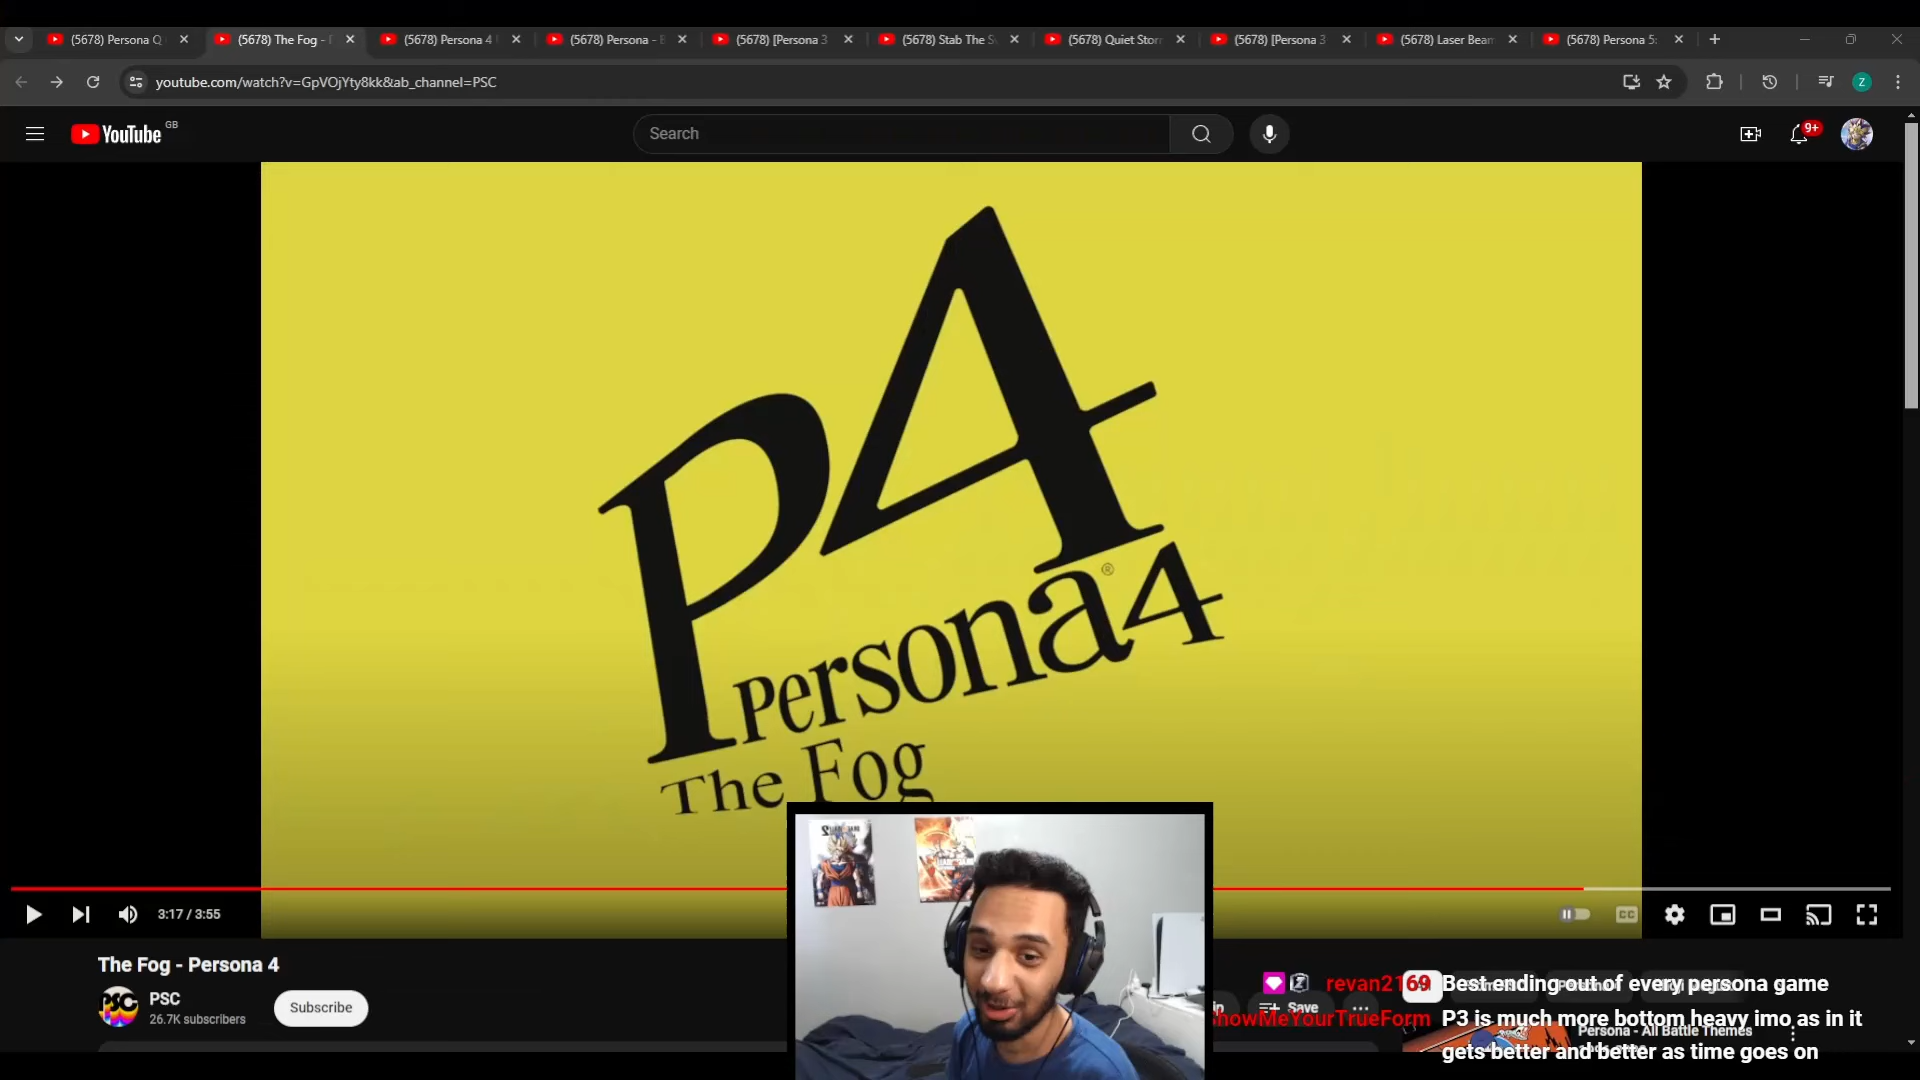 (5678) Persona Q
(5678) The Fog -
(5678) Persona 4
(5678) Persona -
(5678) [Persona 3
(5678) Stab The S
(5678) Quiet Stor
(5678) [Persona 3
(5678) Laser Beam
(5678) Persona 5:
youtube.com/watch?v=GpVOjYty8kk&ab_channel=PSC
Z
YouTube GB
Search
9+
P4
Persona4 ®
The Fog
3:17 / 3:55
CC
The Fog - Persona 4
PSC
PSC
26.7K subscribers
Subscribe
Save
revan2169 Best ending out of every persona game
ShowMeYourTrueForm P3 is much more bottom heavy imo as in it
gets better and better as time goes on
Persona - All Battle Themes